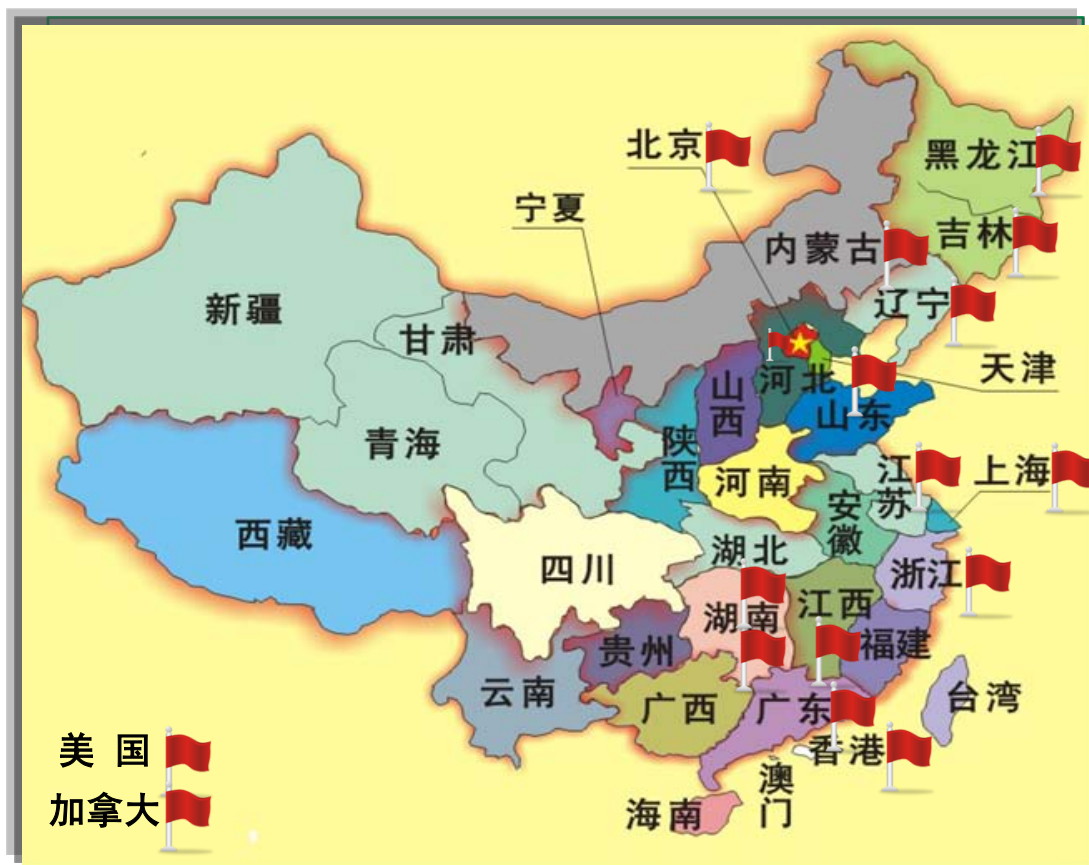 北京
黑龙江
宁夏
吉林
内蒙古
新疆
辽宁
甘肃
天津
河北
山西
山东
青海
陕西
河南
江苏
上海
安徽
西藏
湖北
四川
浙江
江西
湖南
福建
贵州
云南
广西
广东
台湾
美国
香港
澳门
加拿大
海南